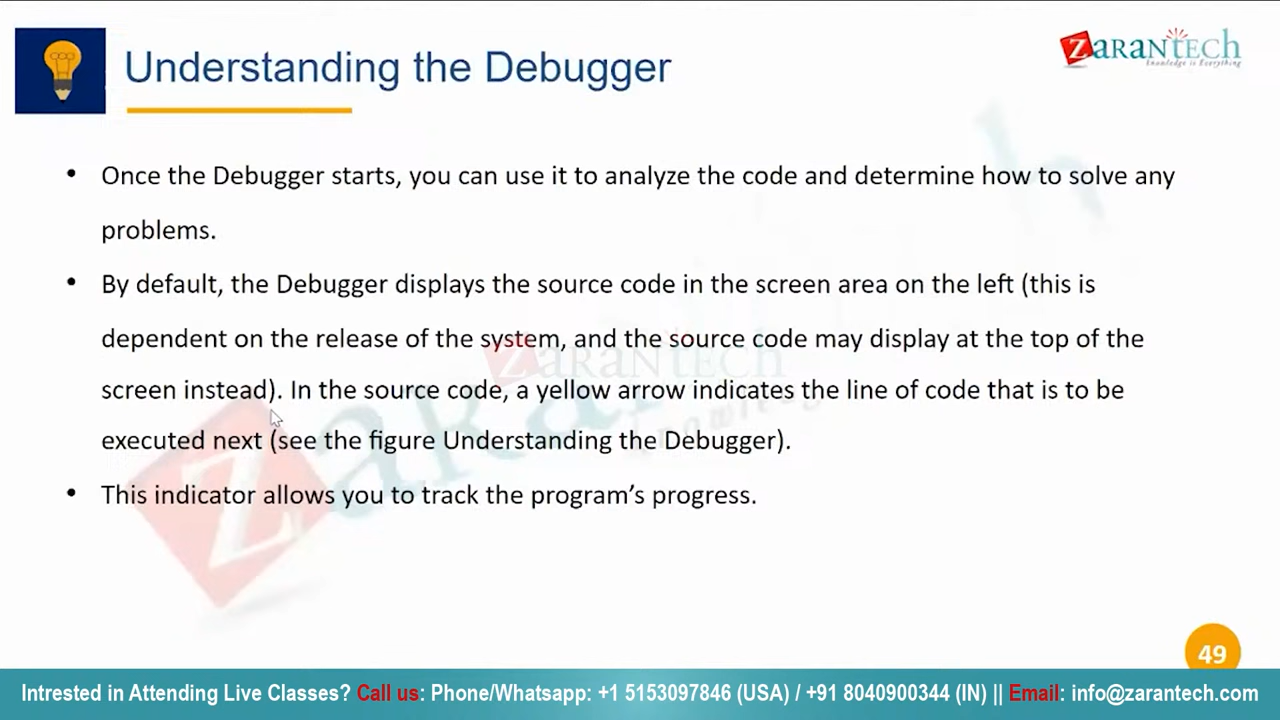 Understanding the Debugger
ZARANTECH
Knowledge is Everything
• Once the Debugger starts, you can use it to analyze the code and determine how to solve any
problems.
• By default, the Debugger displays the source code in the screen area on the left (this is
dependent on the release of the system, and the source code may display at the top of the
screen instead). In the source code, a yellow arrow indicates the line of code that is to be
executed next (see the figure Understanding the Debugger).
• This indicator allows you to track the program’s progress.
49
Intrested in Attending Live Classes? Call us: Phone/Whatsapp: +1 5153097846 (USA) / +91 8040900344 (IN) || Email: info@zarantech.com